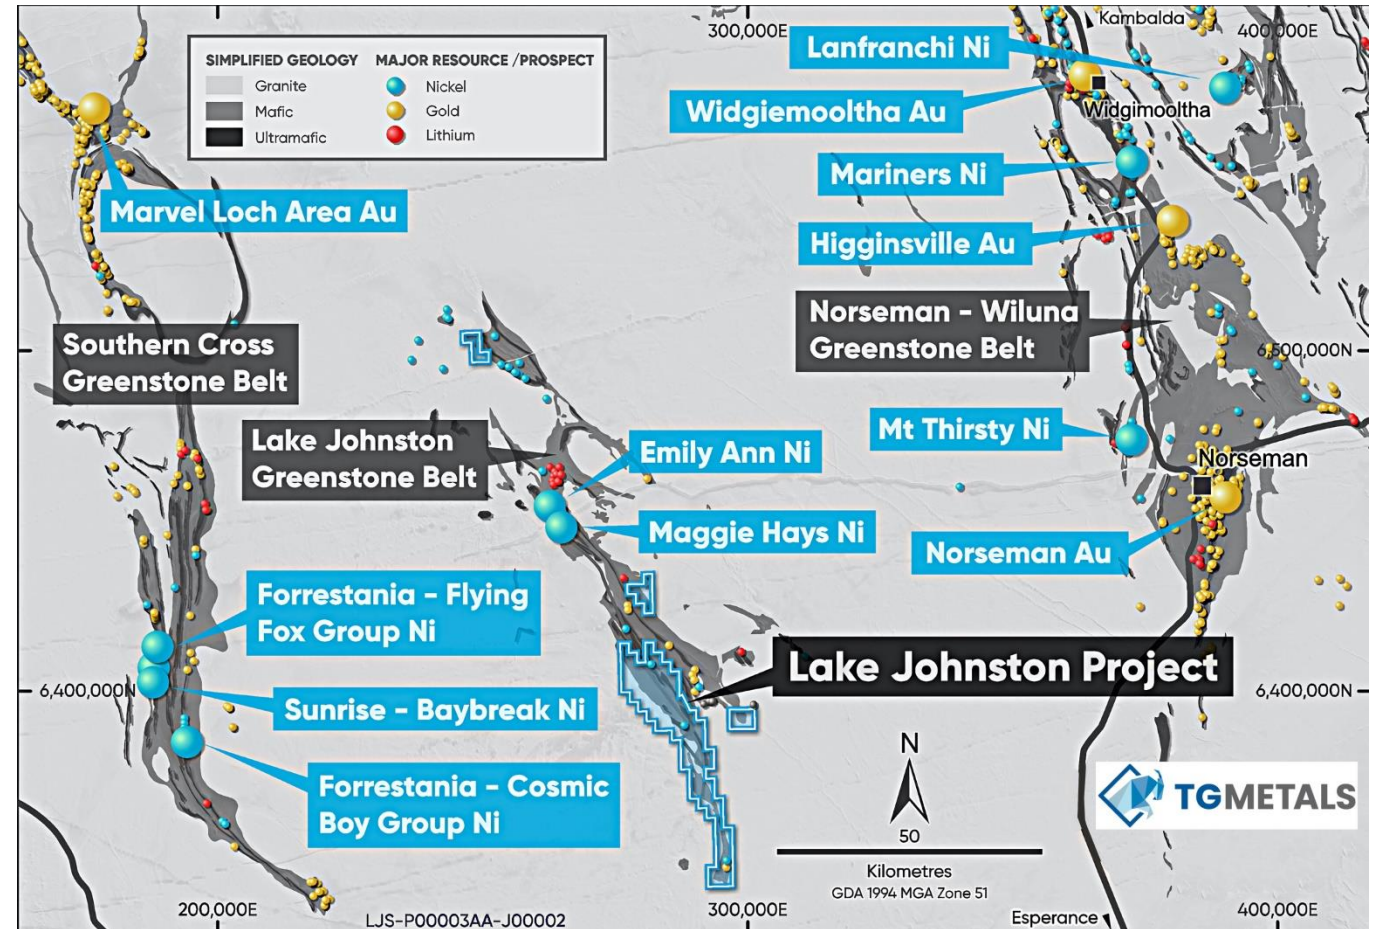 300,000E
Kambalda
400,000E
Lanfranchi Ni
SIMPLIFIED GEOLOGY
Granite
Mafic
Ultramafic
MAJOR RESOURCE /PROSPECT
Nickel
Gold
Lithium
Widgiemooltha Au
Widgimooltha
Mariners Ni
Marvel Loch Area Au
Higginsville Au
Norseman - Wiluna
Greenstone Belt
Southern Cross
Greenstone Belt
6,500,000N
Lake Johnston
Greenstone Belt
Emily Ann Ni
Mt Thirsty Ni
Norseman
Maggie Hays Ni
Norseman Au
Forrestania - Flying
Fox Group Ni
Lake Johnston Project
6,400,000N
6,400,000N
Sunrise - Baybreak Ni
Forrestania - Cosmic
Boy Group Ni
N
50
Kilometres
GDA 1994 MGA Zone 51
TGMETALS
200,000E
LJS-P00003AA-J00002
300,000E
Esperance
400,000E